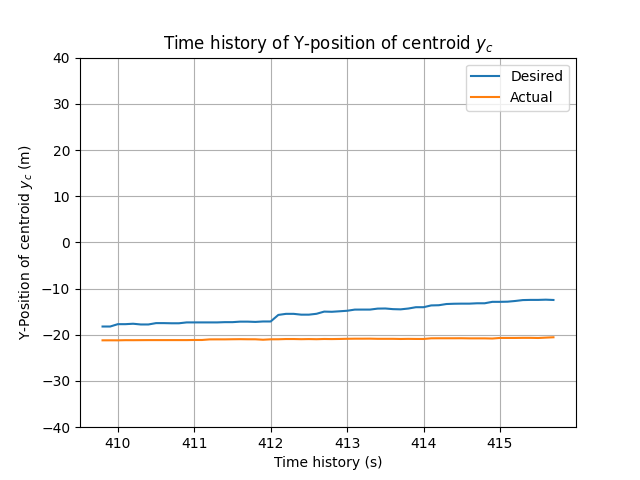 Time history of Y-position of centroid y_c
Desired
Actual
Y-Position of centroid y_c (m)
40
30
20
10
0
−10
−20
−30
−40
410 411 412 413 414 415
Time history (s)